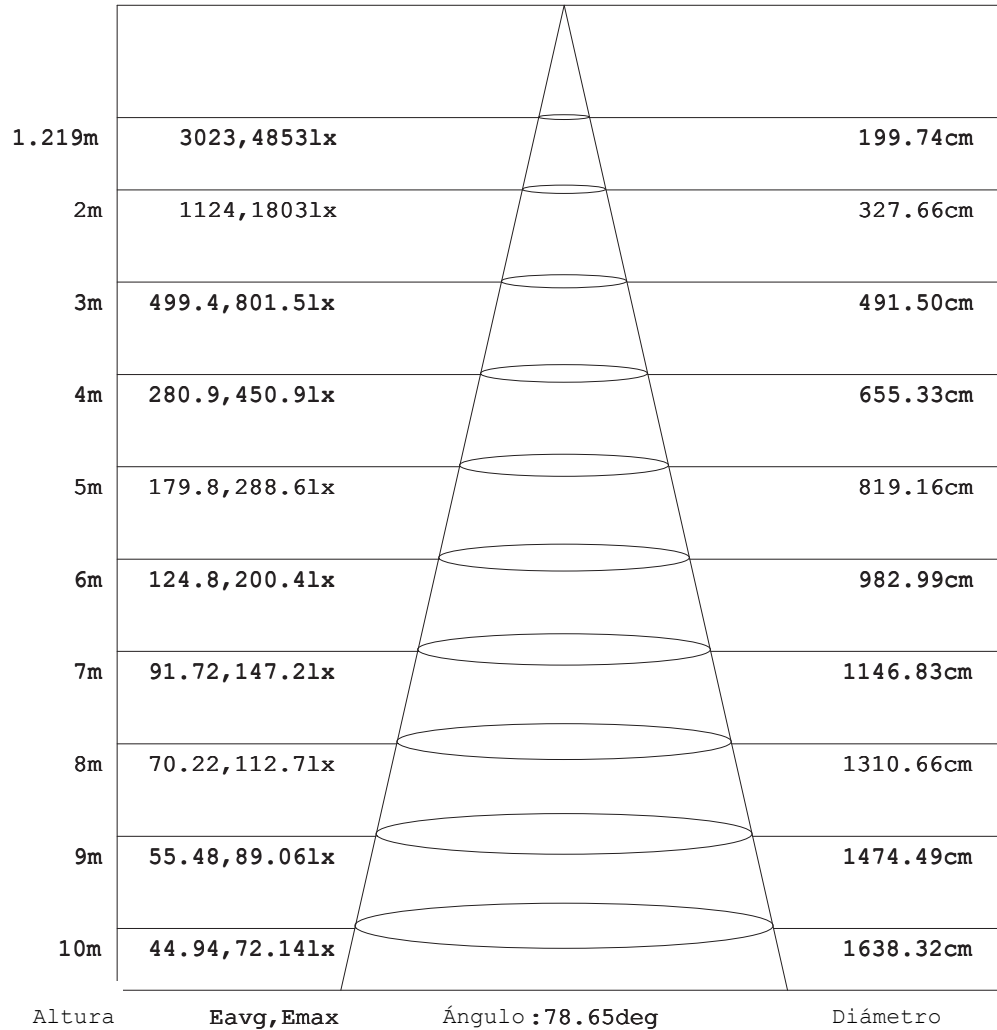 1.219m 3023,4853lx 199.74cm
2m 1124,1803lx 327.66cm
3m 499.4,801.5lx 491.50cm
4m 280.9,450.9lx 655.33cm
5m 179.8,288.6lx 819.16cm
6m 124.8,200.4lx 982.99cm
7m 91.72,147.2lx 1146.83cm
8m 70.22,112.7lx 1310.66cm
9m 55.48,89.06lx 1474.49cm
10m 44.94,72.14lx 1638.32cm
Altura Eavg,Emax Ángulo:78.65deg Diámetro